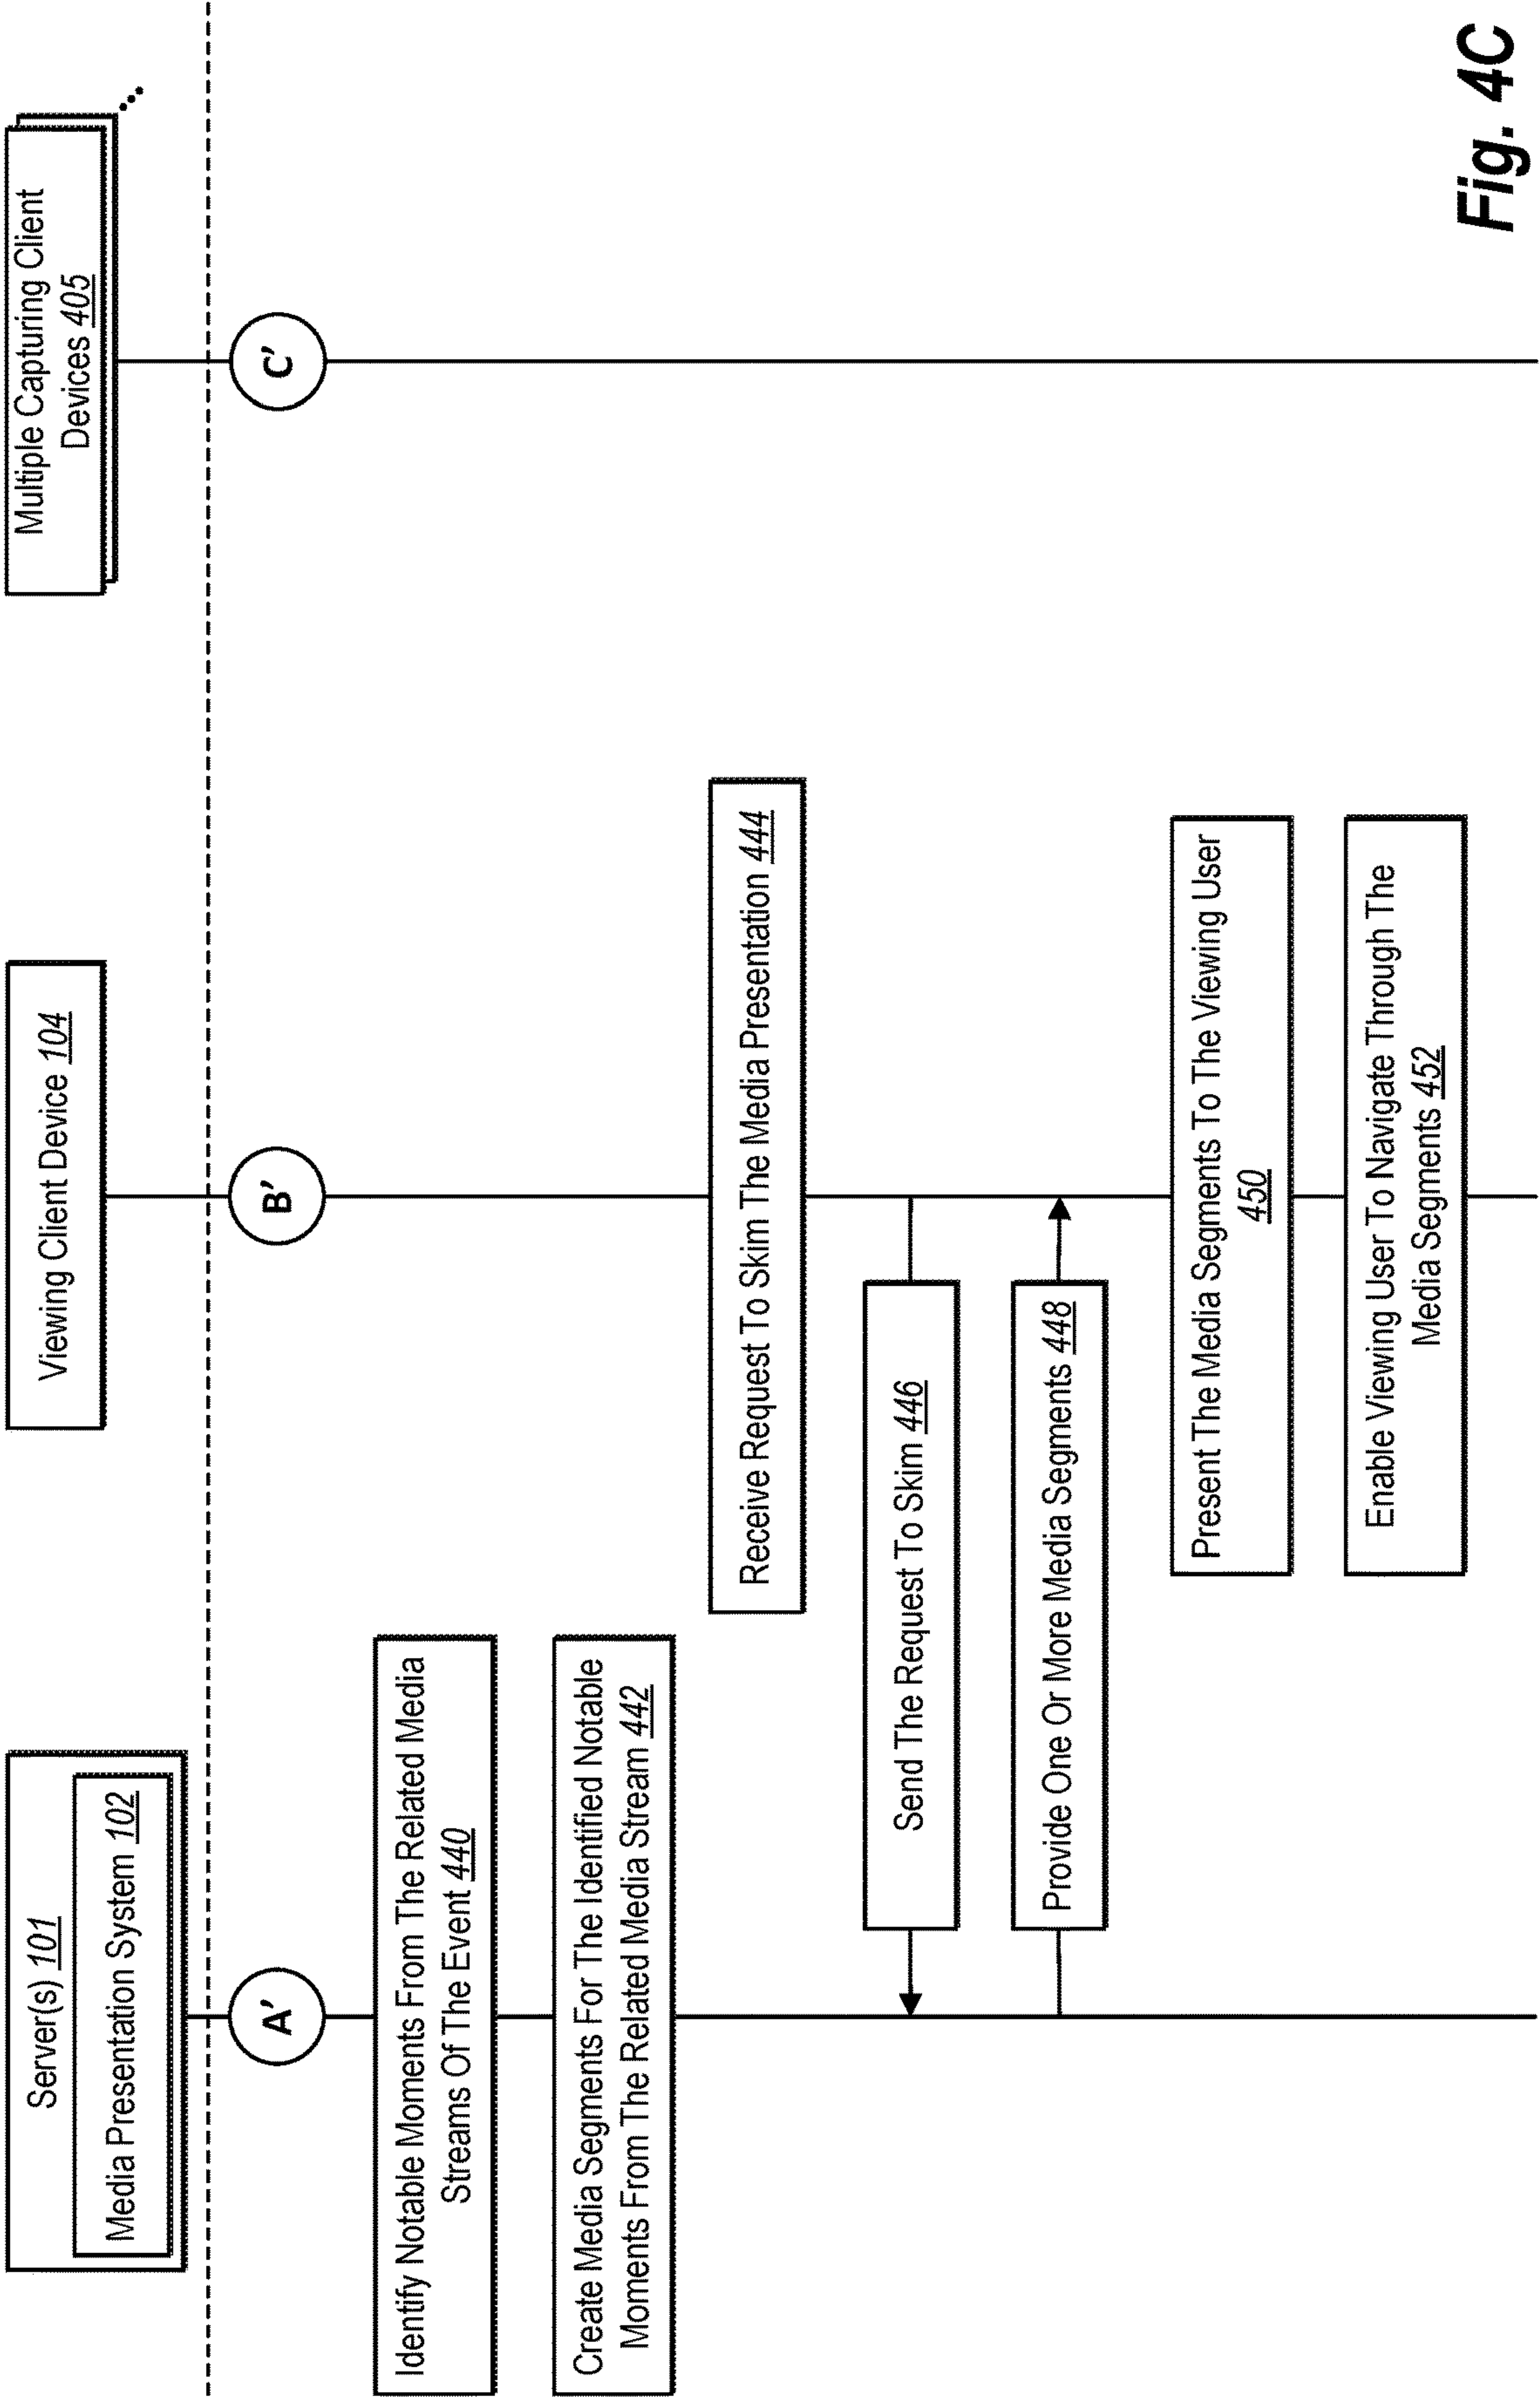 Server(s) 101
Media Presentation System 102
Viewing Client Device 104
Multiple Capturing Client
Devices 405
A'
B'
C'
Identify Notable Moments From The Related Media
Streams Of The Event 440
Create Media Segments For The Identified Notable
Moments From The Related Media Stream 442
Receive Request To Skim The Media Presentation 444
Send The Request To Skim 446
Provide One Or More Media Segments 448
Present The Media Segments To The Viewing User
450
Enable Viewing User To Navigate Through The
Media Segments 452
Fig. 4C